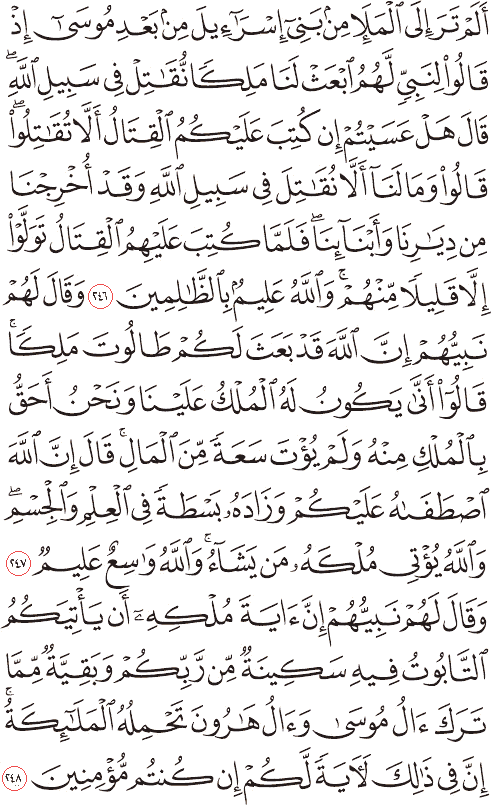 أَلَمْ تَرَ إِلَى ٱلْمَلَإِ مِنۢ بَنِىٓ إِسْرَٰٓءِيلَ مِنۢ بَعْدِ مُوسَىٰٓ إِذْ
قَالُوا۟ لِنَبِىٍّ لَّهُمُ ٱبْعَثْ لَنَا مَلِكًا نُّقَٰتِلْ فِى سَبِيلِ ٱللَّهِ ۖ
قَالَ هَلْ عَسَيْتُمْ إِن كُتِبَ عَلَيْكُمُ ٱلْقِتَالُ أَلَّا تُقَٰتِلُوا۟ ۖ
قَالُوا۟ وَمَا لَنَآ أَلَّا نُقَٰتِلَ فِى سَبِيلِ ٱللَّهِ وَقَدْ أُخْرِجْنَا
مِن دِيَٰرِنَا وَأَبْنَآئِنَا ۖ فَلَمَّا كُتِبَ عَلَيْهِمُ ٱلْقِتَالُ تَوَلَّوْا۟
إِلَّا قَلِيلًا مِّنْهُمْ ۗ وَٱللَّهُ عَلِيمٌۢ بِٱلظَّٰلِمِينَ ٢٤٦ وَقَالَ لَهُمْ
نَبِيُّهُمْ إِنَّ ٱللَّهَ قَدْ بَعَثَ لَكُمْ طَالُوتَ مَلِكًا ۚ
قَالُوٓا۟ أَنَّىٰ يَكُونُ لَهُ ٱلْمُلْكُ عَلَيْنَا وَنَحْنُ أَحَقُّ
بِٱلْمُلْكِ مِنْهُ وَلَمْ يُؤْتَ سَعَةً مِّنَ ٱلْمَالِ ۚ قَالَ إِنَّ ٱللَّهَ
ٱصْطَفَىٰهُ عَلَيْكُمْ وَزَادَهُۥ بَسْطَةً فِى ٱلْعِلْمِ وَٱلْجِسْمِ ۖ
وَٱللَّهُ يُؤْتِى مُلْكَهُۥ مَن يَشَآءُ ۚ وَٱللَّهُ وَٰسِعٌ عَلِيمٌ ٢٤٧
وَقَالَ لَهُمْ نَبِيُّهُمْ إِنَّ ءَايَةَ مُلْكِهِۦٓ أَن يَأْتِيَكُمُ
ٱلتَّابُوتُ فِيهِ سَكِينَةٌ مِّن رَّبِّكُمْ وَبَقِيَّةٌ مِّمَّا
تَرَكَ ءَالُ مُوسَىٰ وَءَالُ هَٰرُونَ تَحْمِلُهُ ٱلْمَلَٰٓئِكَةُ ۚ
إِنَّ فِى ذَٰلِكَ لَءَايَةً لَّكُمْ إِن كُنتُم مُّؤْمِنِينَ ٢٤٨